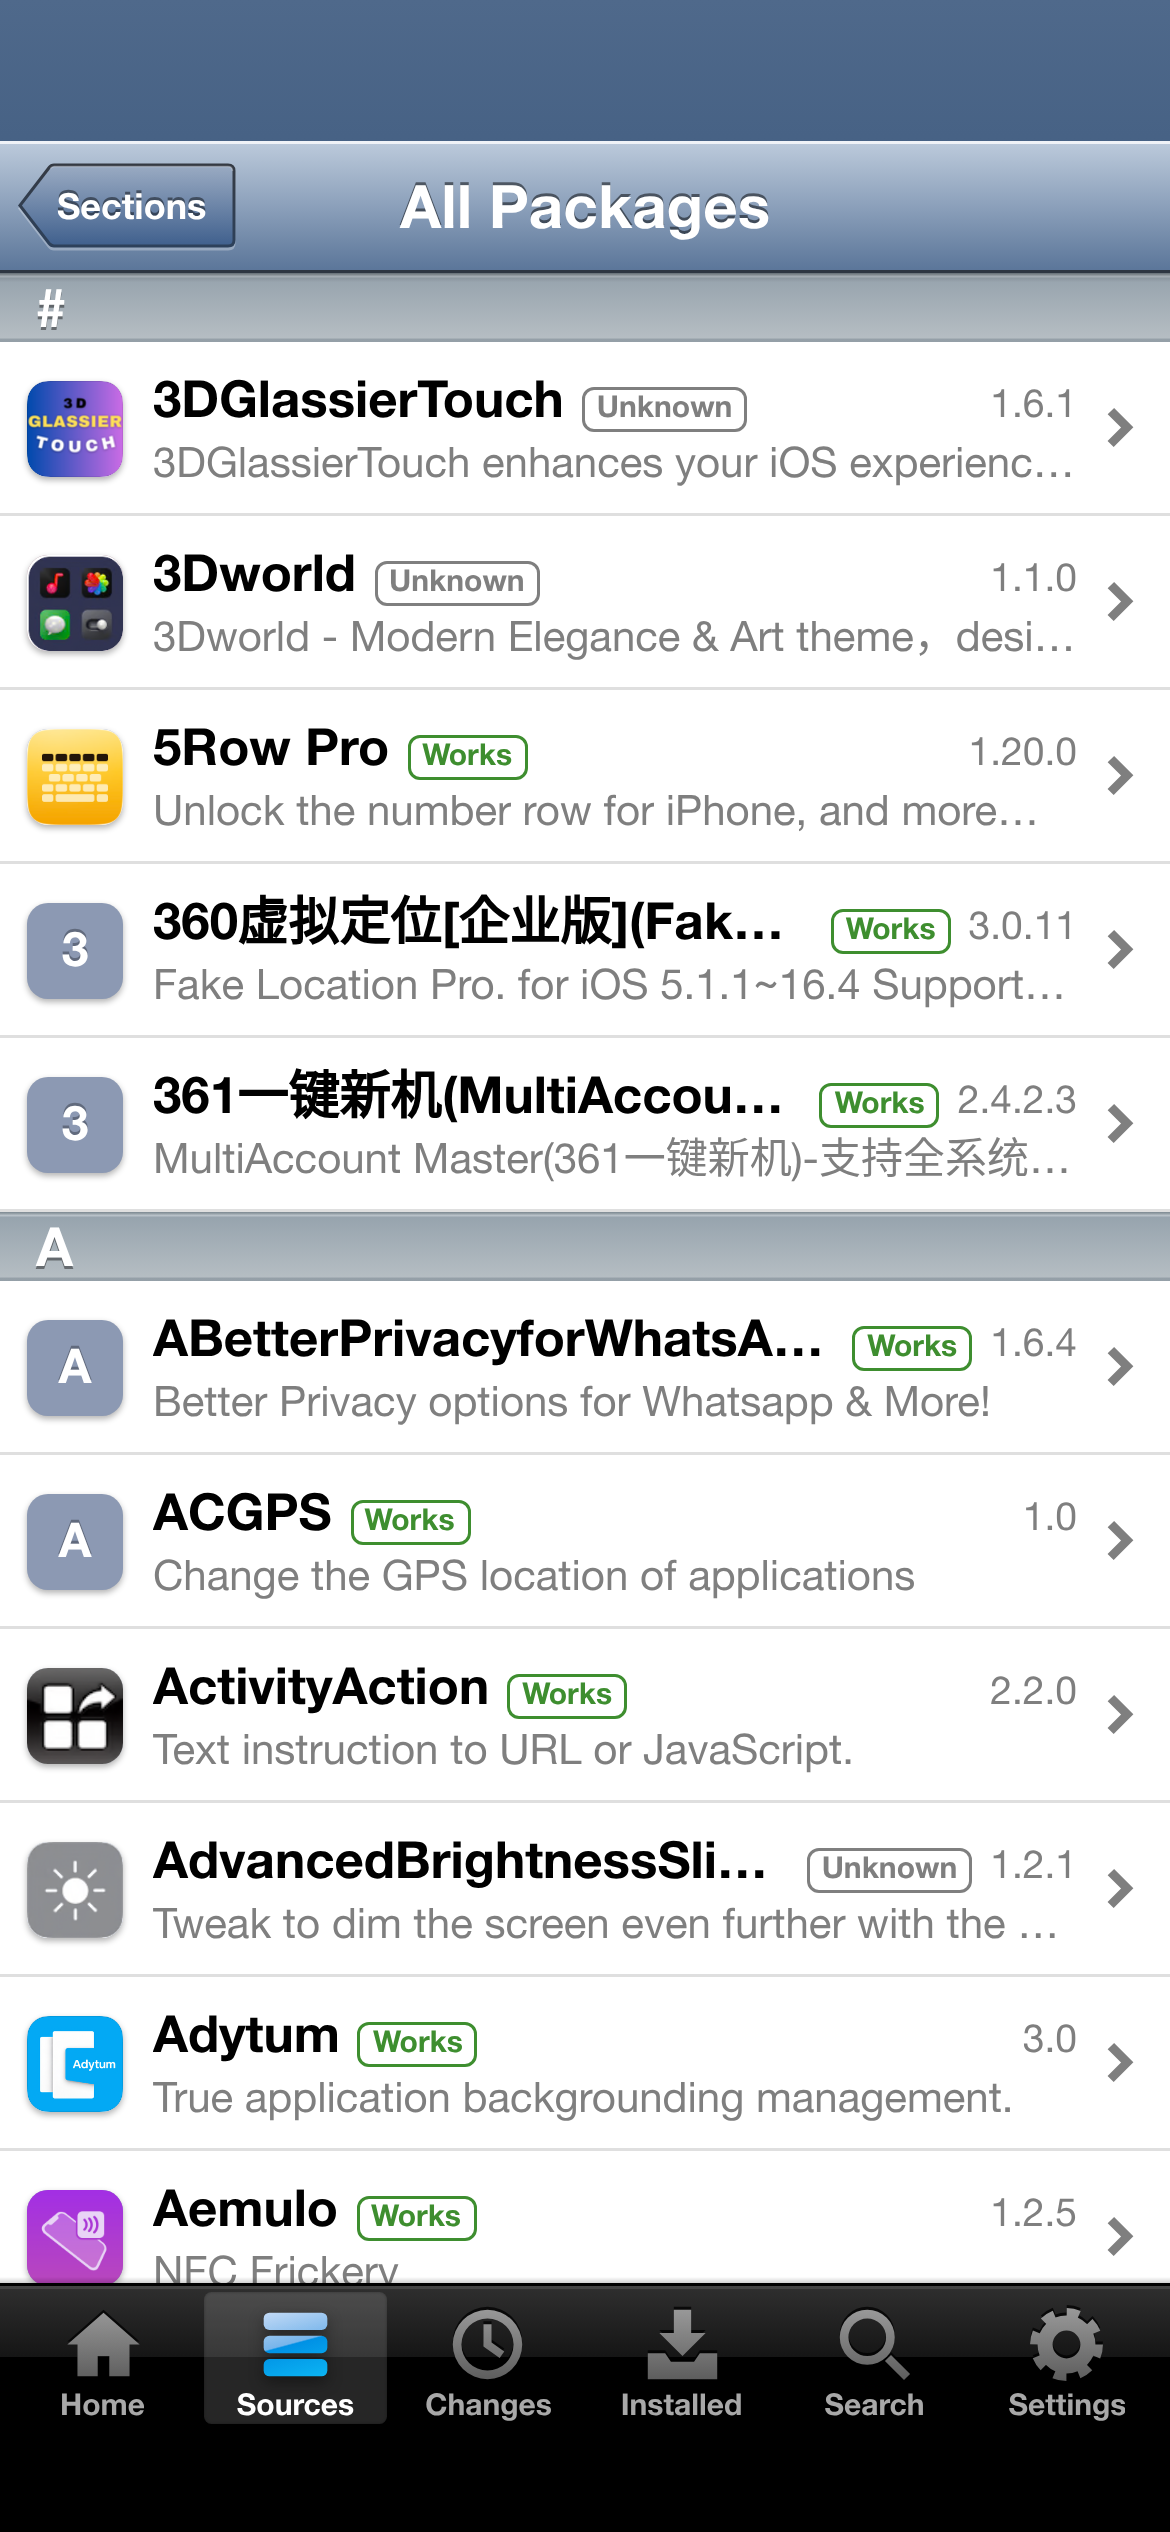 Sections
All Packages
#
3D
GLASSIER
TOUCH
3DGlassierTouch Unknown 1.6.1
3DGlassierTouch enhances your iOS experienc...
3Dworld Unknown 1.1.0
3Dworld - Modern Elegance & Art theme，desi...
5Row Pro Works 1.20.0
Unlock the number row for iPhone, and more...
3
360虚拟定位[企业版](Fak... Works 3.0.11
Fake Location Pro. for iOS 5.1.1~16.4 Support...
3
361一键新机(MultiAccou... Works 2.4.2.3
MultiAccount Master(361一键新机)-支持全系统...
A
A
ABetterPrivacyforWhatsA... Works 1.6.4
Better Privacy options for Whatsapp & More!
A
ACGPS Works 1.0
Change the GPS location of applications
ActivityAction Works 2.2.0
Text instruction to URL or JavaScript.
AdvancedBrightnessSli... Unknown 1.2.1
Tweak to dim the screen even further with the ...
Adytum
Adytum Works 3.0
True application backgrounding management.
Aemulo Works 1.2.5
NFC Frickery
Home Sources Changes Installed Search Settings